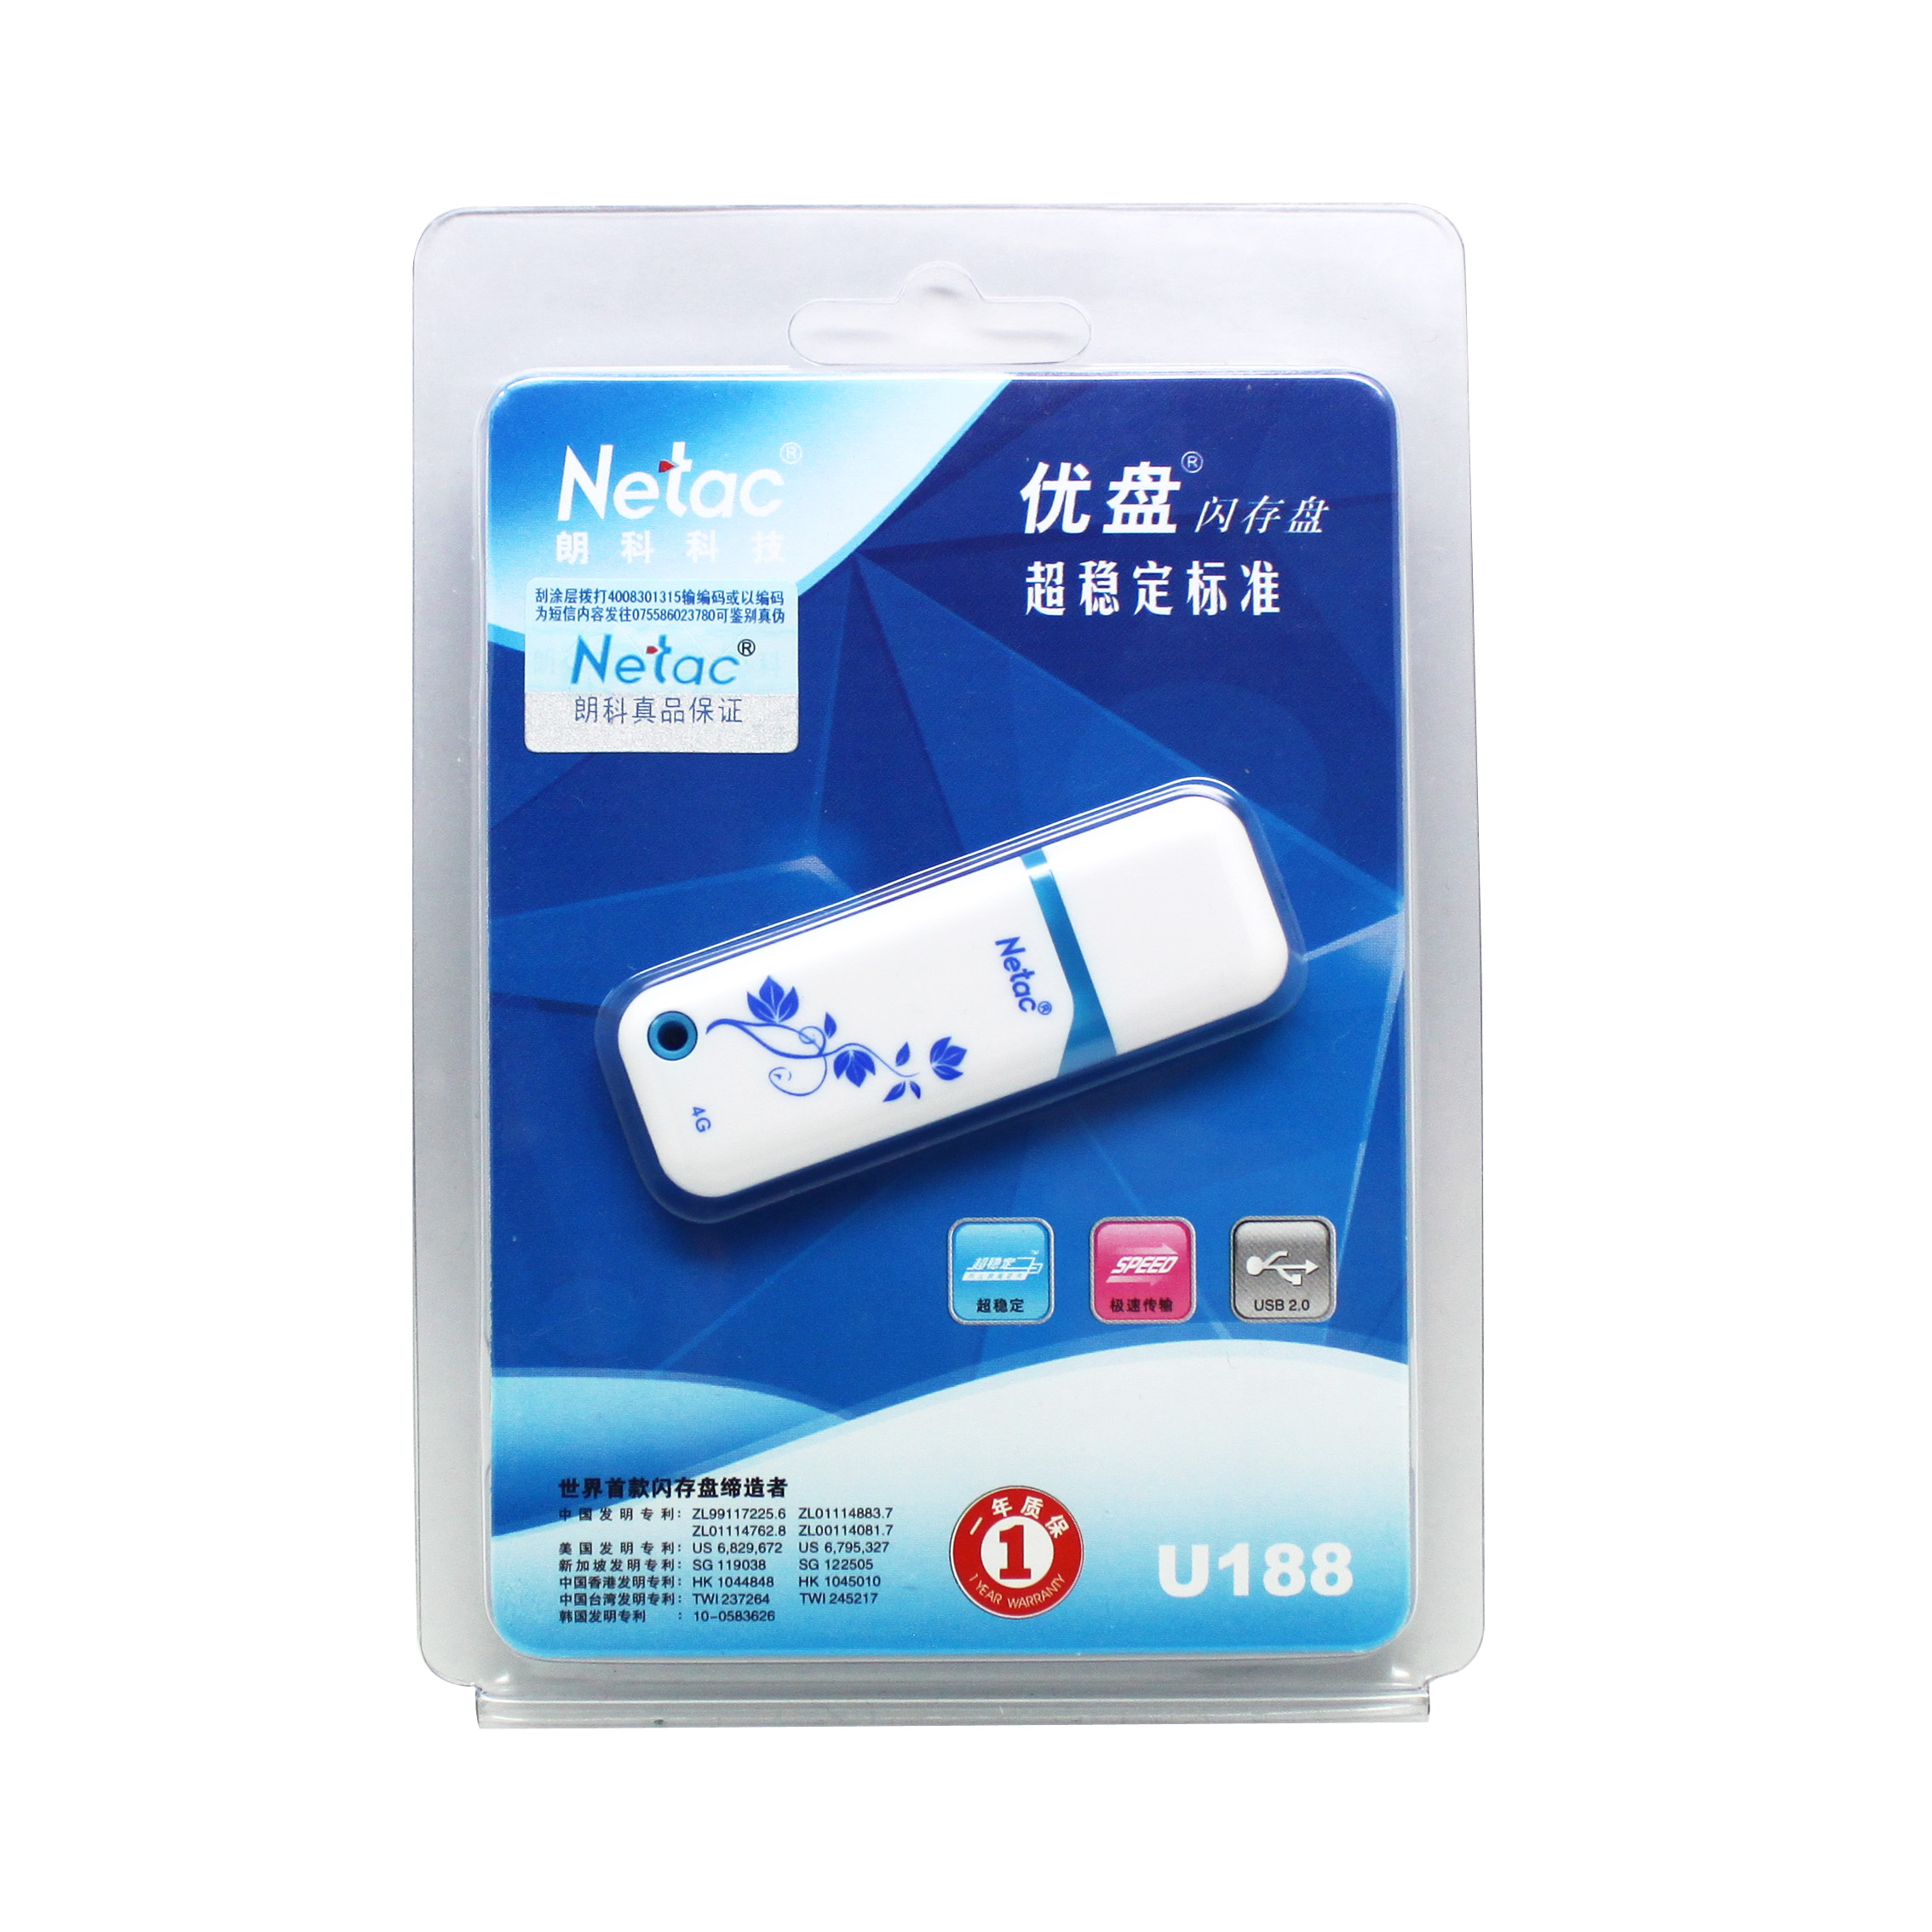 Netac®
朗科科技
刮涂层拨打4008301315输编码或以编码
为短信内容发往075586023780可鉴别真伪
Netac®
朗科真品保证
优盘® 闪存盘
超稳定标准
Netac®
4G
超稳定™
超稳定
SPEED
极速传输
USB 2.0
世界首款闪存盘缔造者
中国发明专利： ZL99117225.6 ZL01114883.7
ZL01114762.8 ZL00114081.7
美国发明专利： US 6,829,672 US 6,795,327
新加坡发明专利： SG 119038 SG 122505
中国香港发明专利： HK 1044848 HK 1045010
中国台湾发明专利： TWI 237264 TWI 245217
韩国发明专利 ： 10-0583626
一年质保
1
1 YEAR WARRANTY
U188